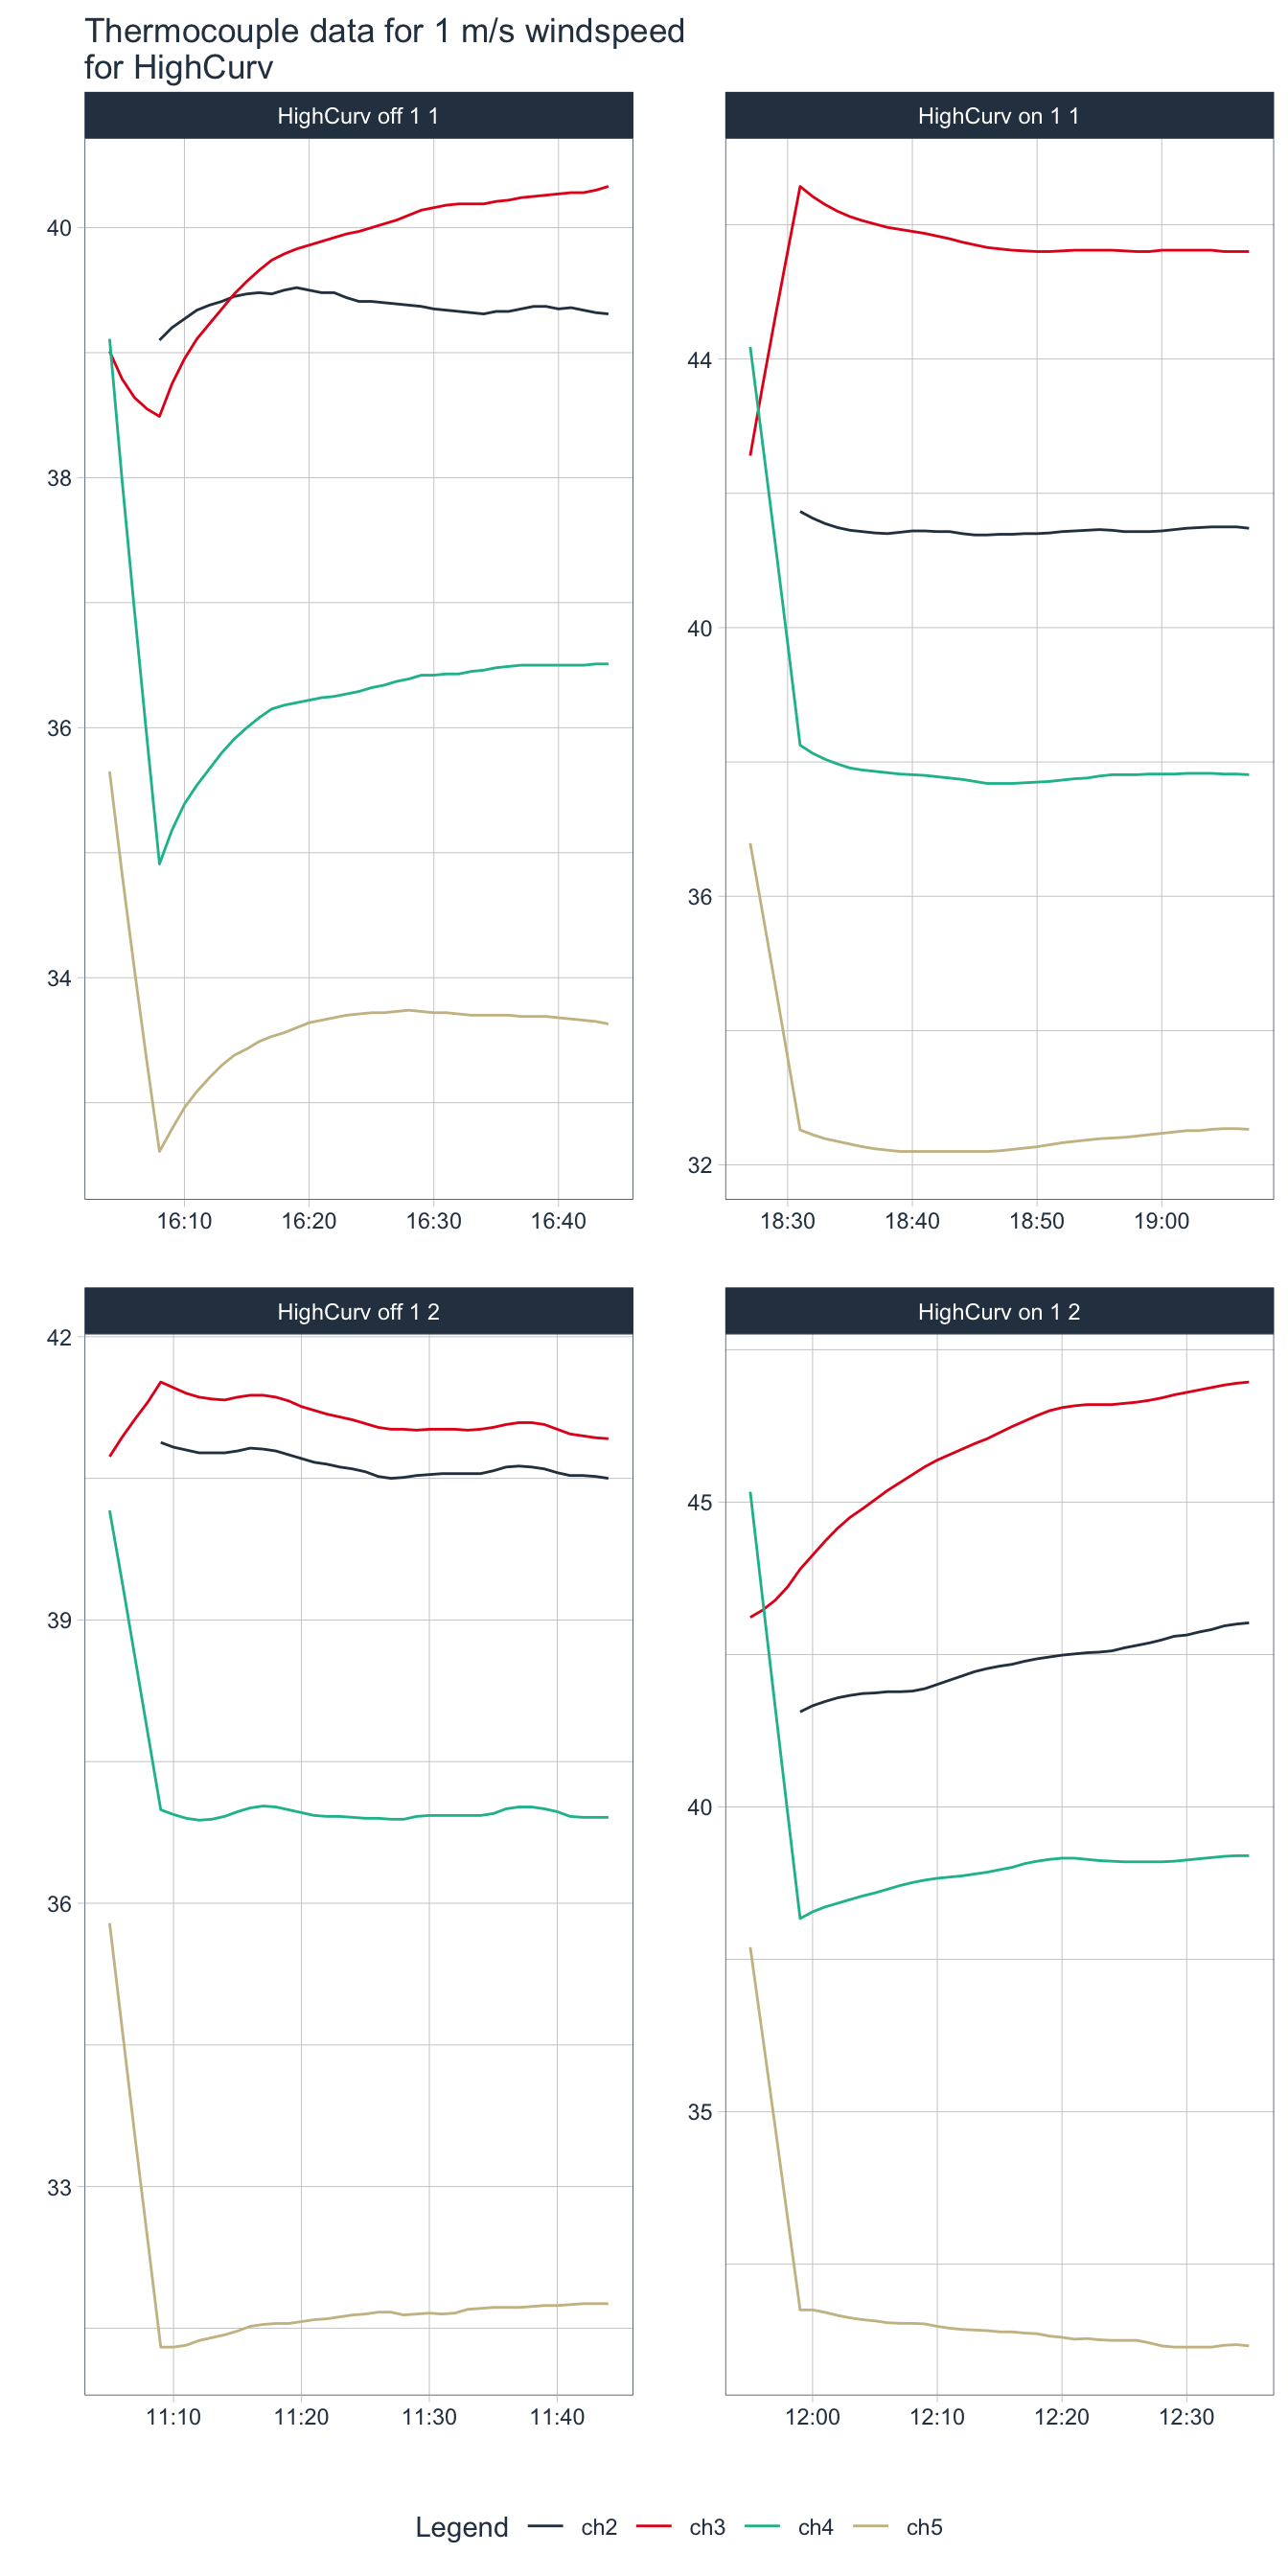 Thermocouple data for 1 m/s windspeed
for HighCurv
HighCurv off 1 1
40
38
36
34
16:10 16:20 16:30 16:40
HighCurv on 1 1
44
40
36
32
18:30 18:40 18:50 19:00
HighCurv off 1 2
42
39
36
33
11:10 11:20 11:30 11:40
HighCurv on 1 2
45
40
35
12:00 12:10 12:20 12:30
Legend ch2 ch3 ch4 ch5